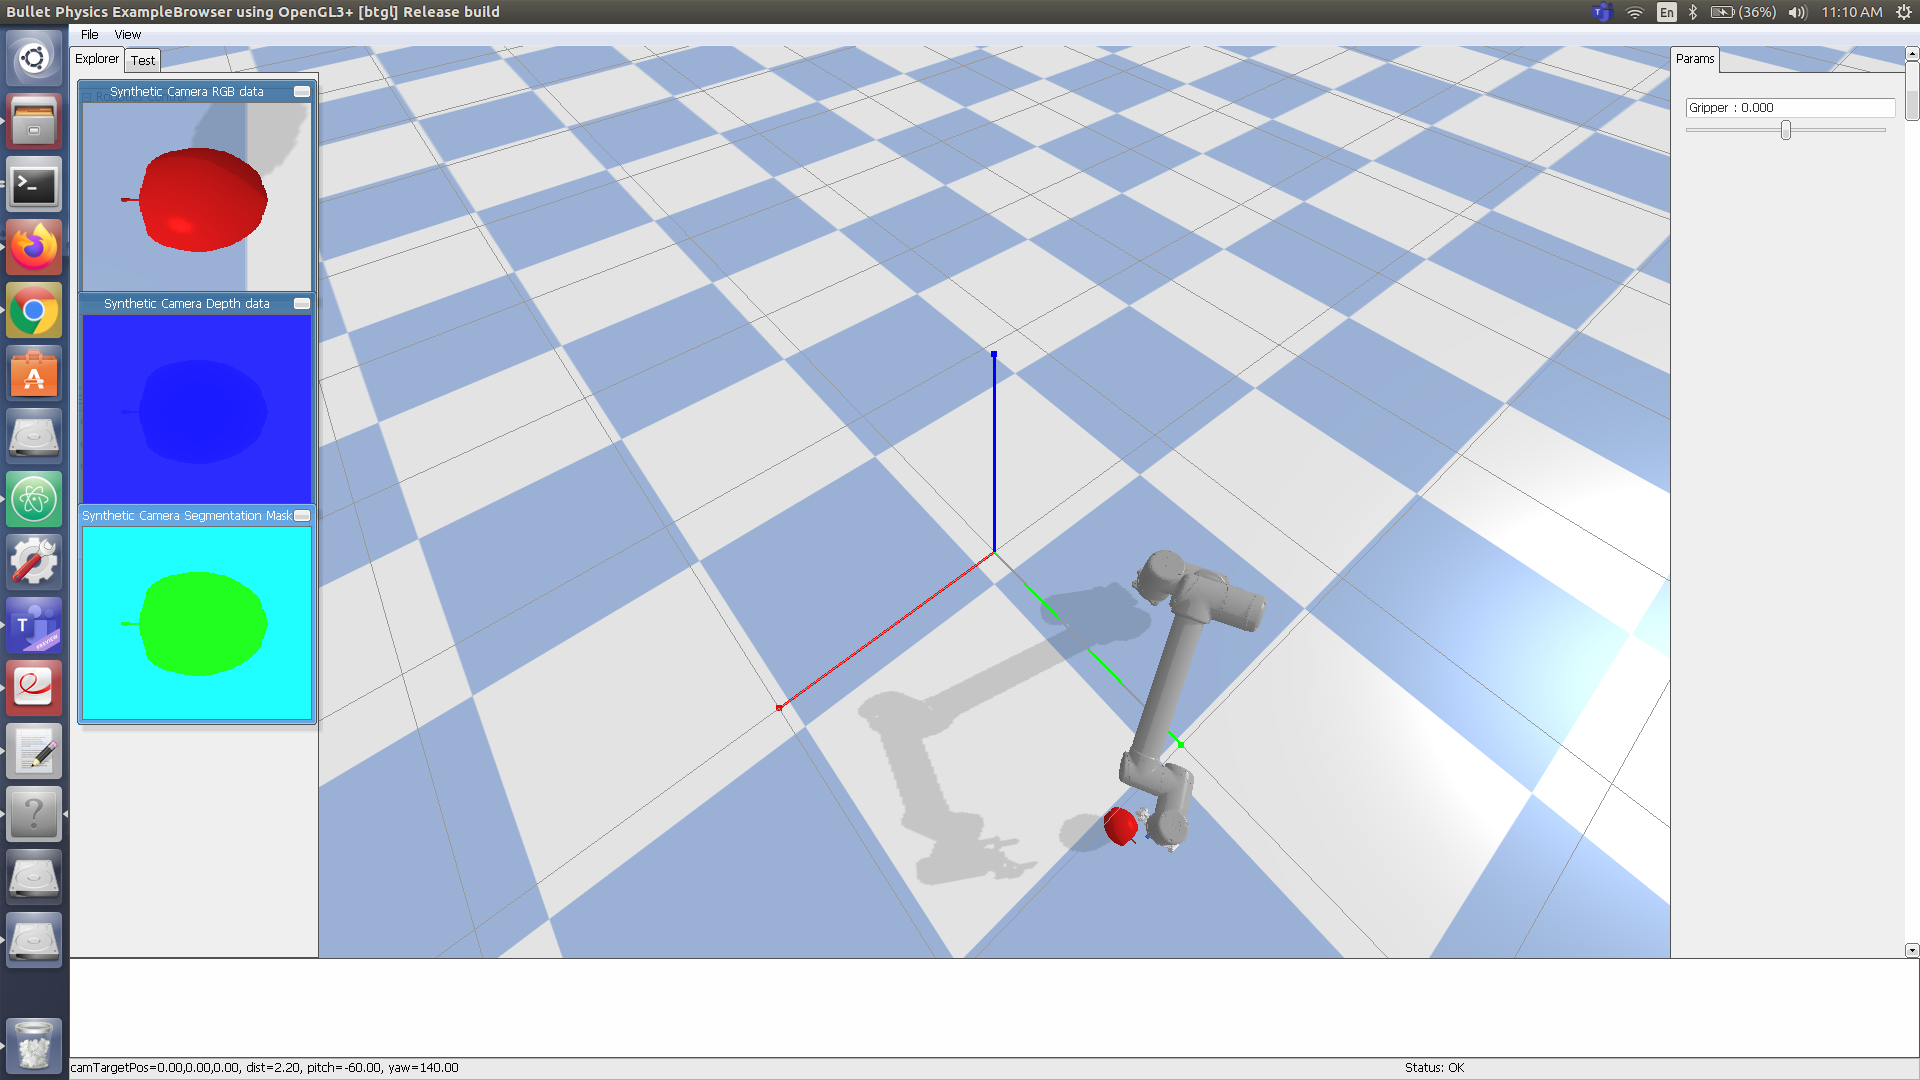 Bullet Physics ExampleBrowser using OpenGL3+ [btgl] Release build
En
(36%)
11:10 AM
File View
Explorer
Test
Params
Synthetic Camera RGB data
Gripper : 0.000
Synthetic Camera Depth data
Synthetic Camera Segmentation Mask
T
PREVIEW
camTargetPos=0.00,0.00,0.00, dist=2.20, pitch=-60.00, yaw=140.00
Status: OK